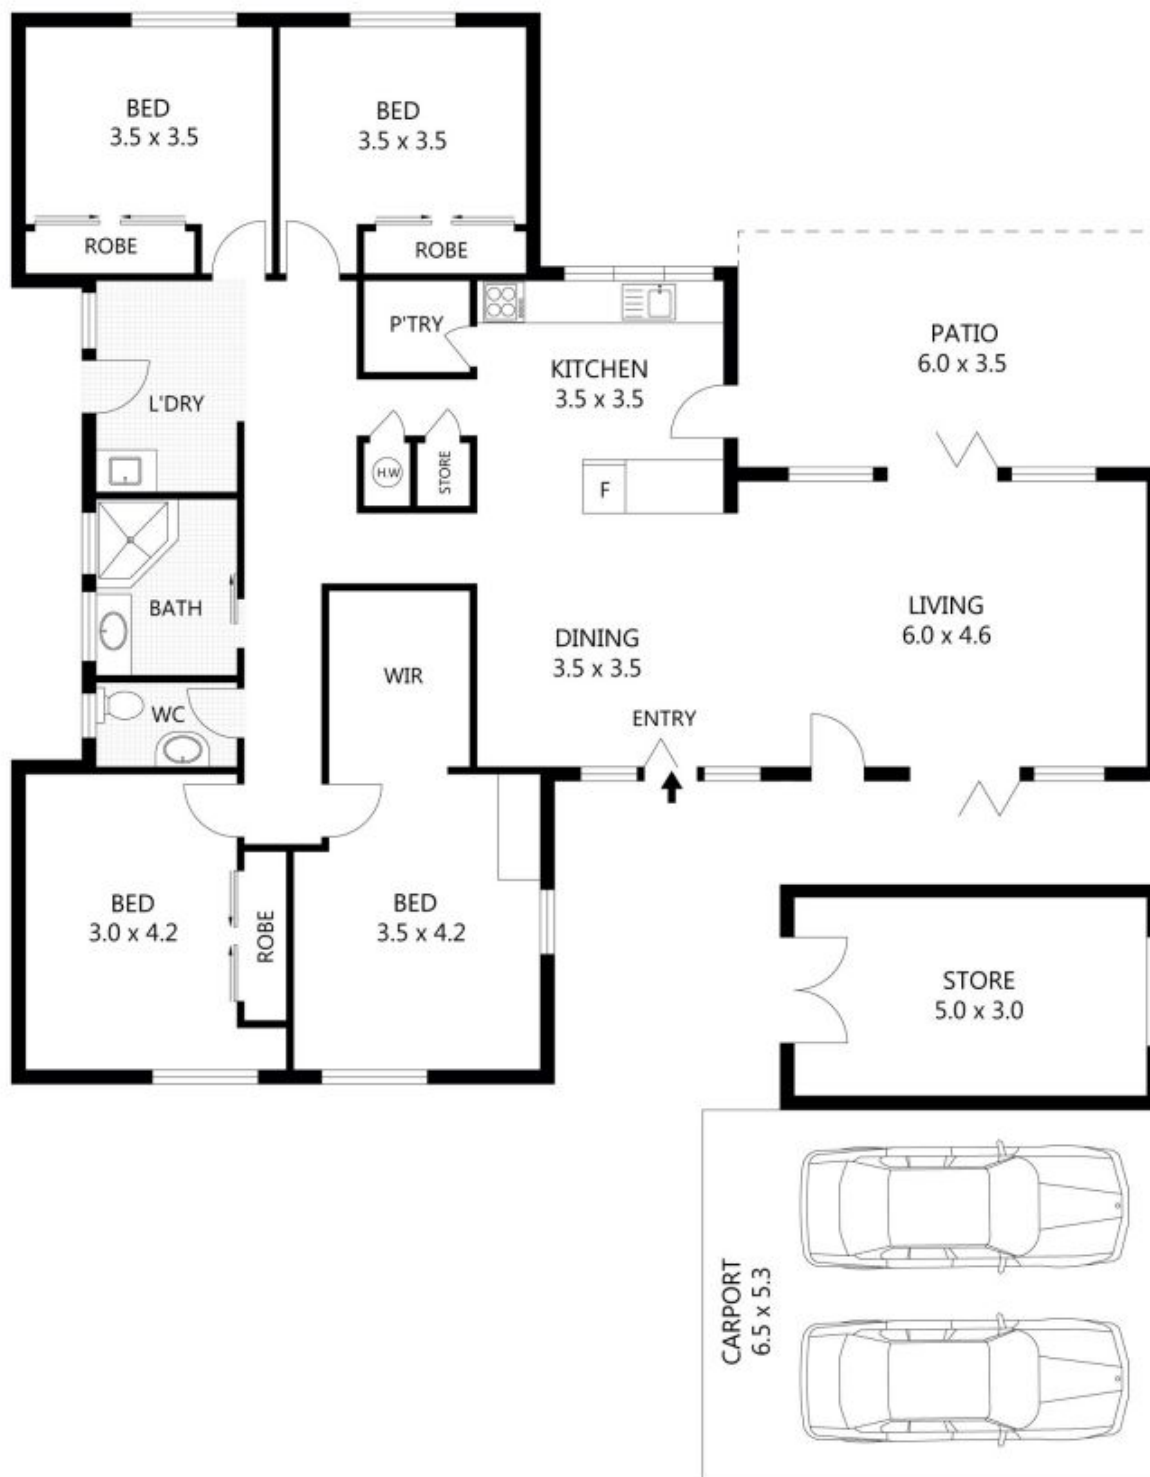 BED
3.5 x 3.5
BED
3.5 x 3.5
ROBE
ROBE
P'TRY
KITCHEN
3.5 x 3.5
PATIO
6.0 x 3.5
L'DRY
H.W
STORE
F
BATH
DINING
3.5 x 3.5
LIVING
6.0 x 4.6
WIR
WC
ENTRY
BED
3.0 x 4.2
ROBE
BED
3.5 x 4.2
STORE
5.0 x 3.0
CARPORT
6.5 x 5.3